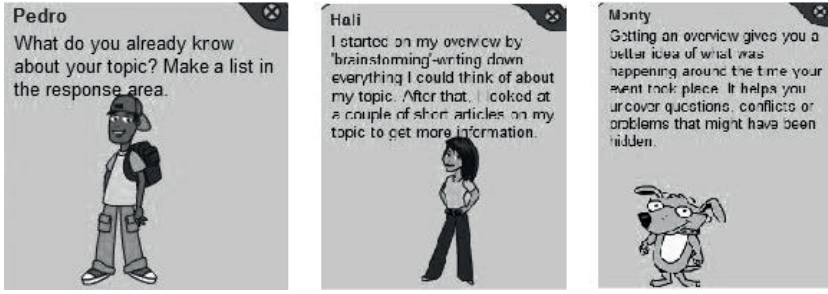 Pedro
What do you already know
about your topic? Make a list in
the response area.
Hali
I started on my overview by
'brainstorming'-writing down
everything I could think of about
my topic. After that, I looked at
a couple of short articles on my
topic to get more information.
Monty
Getting an overview gives you a
better idea of what was
happening around the time your
event took place. It helps you
uncover questions, conflicts or
problems that might have been
hidden.